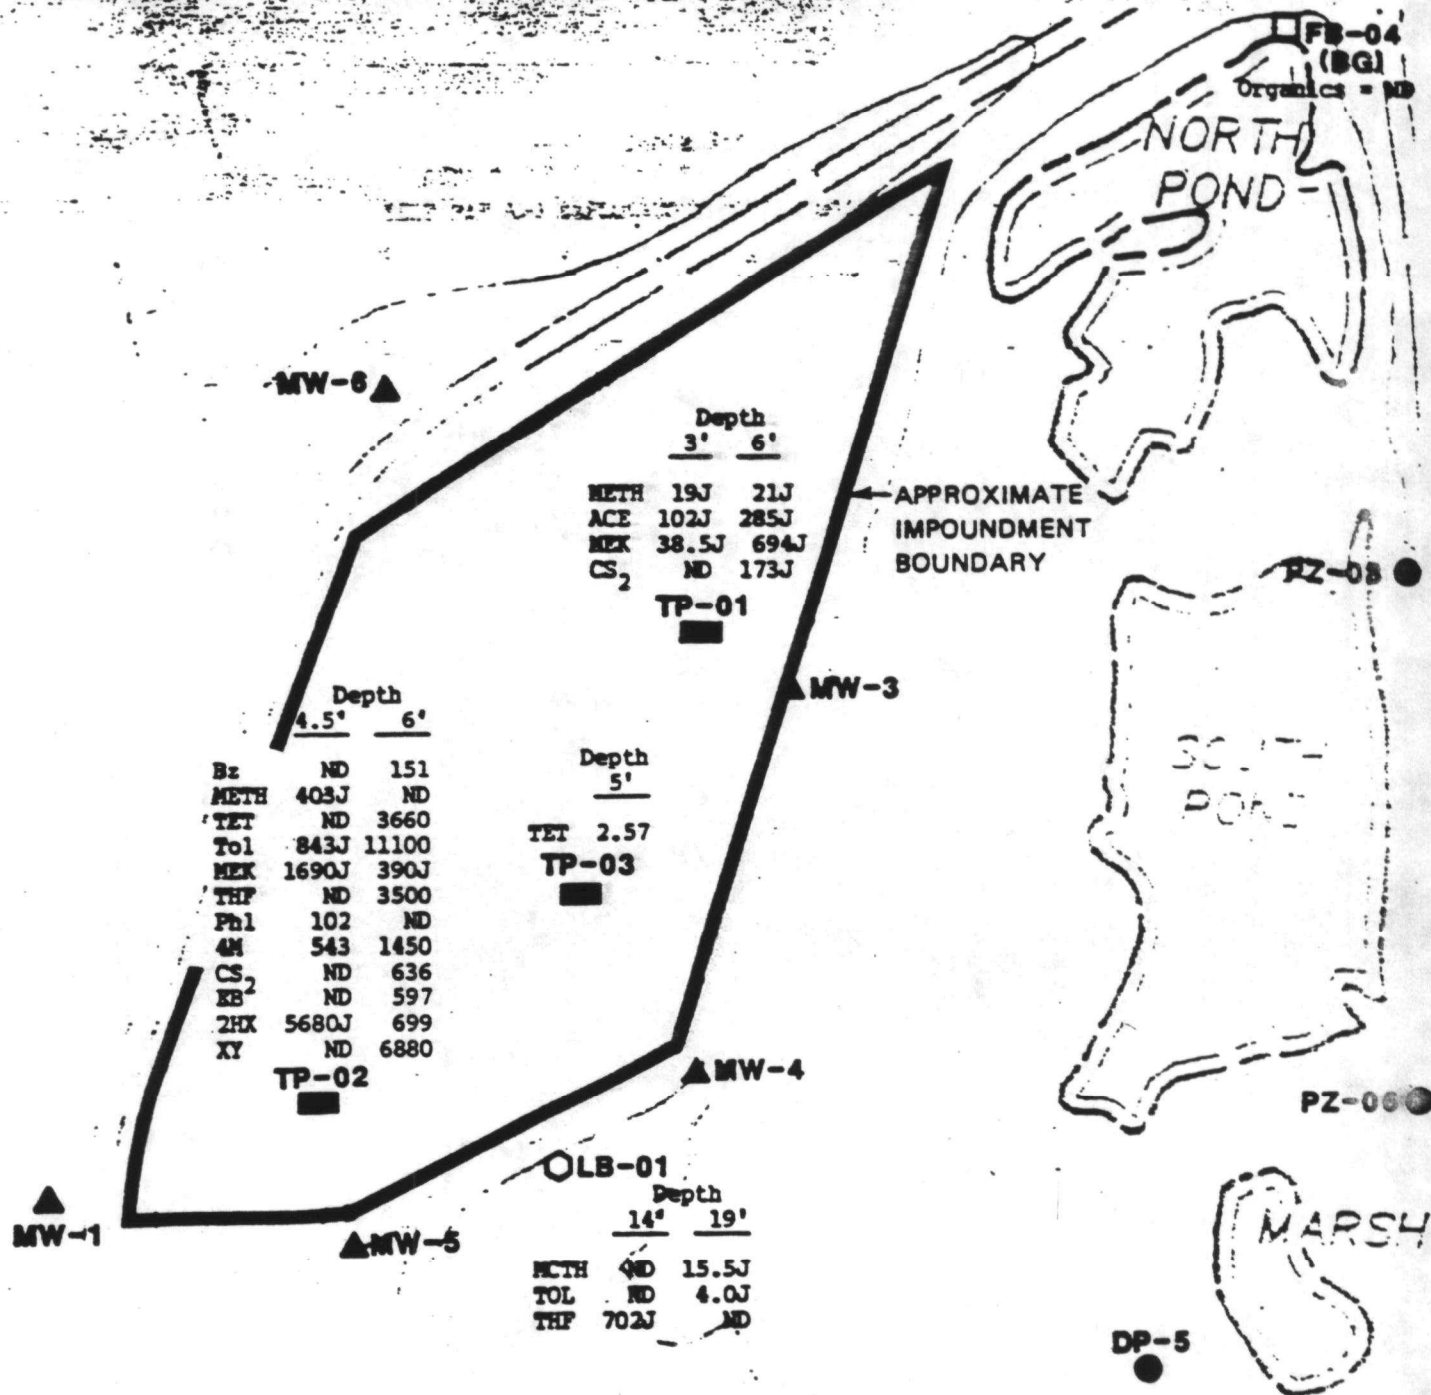 FB-04
(BG)
Organics = ND
NORTH
POND
MW-6
Depth
3' 6'
METH 19J 21J
ACE 102J 285J
MEK 38.5J 694J
CS2 ND 173J
TP-01
APPROXIMATE
IMPOUNDMENT
BOUNDARY
MW-3
Depth
4.5' 6'
Bz ND 151
METH 403J ND
TET ND 3660
Tol 843J 11100
MEK 1690J 390J
THF ND 3500
Phl 102 ND
4M 543 1450
CS2 ND 636
EB ND 597
2HX 5680J 699
XY ND 6880
TP-02
Depth
5'
TET 2.57
TP-03
SOUTH
POND
PZ-06
MW-4
LB-01
Depth
14' 19'
MCTH ND 15.5J
TOL ND 4.0J
THF 702J ND
MW-1
MW-5
MARSH
DP-5